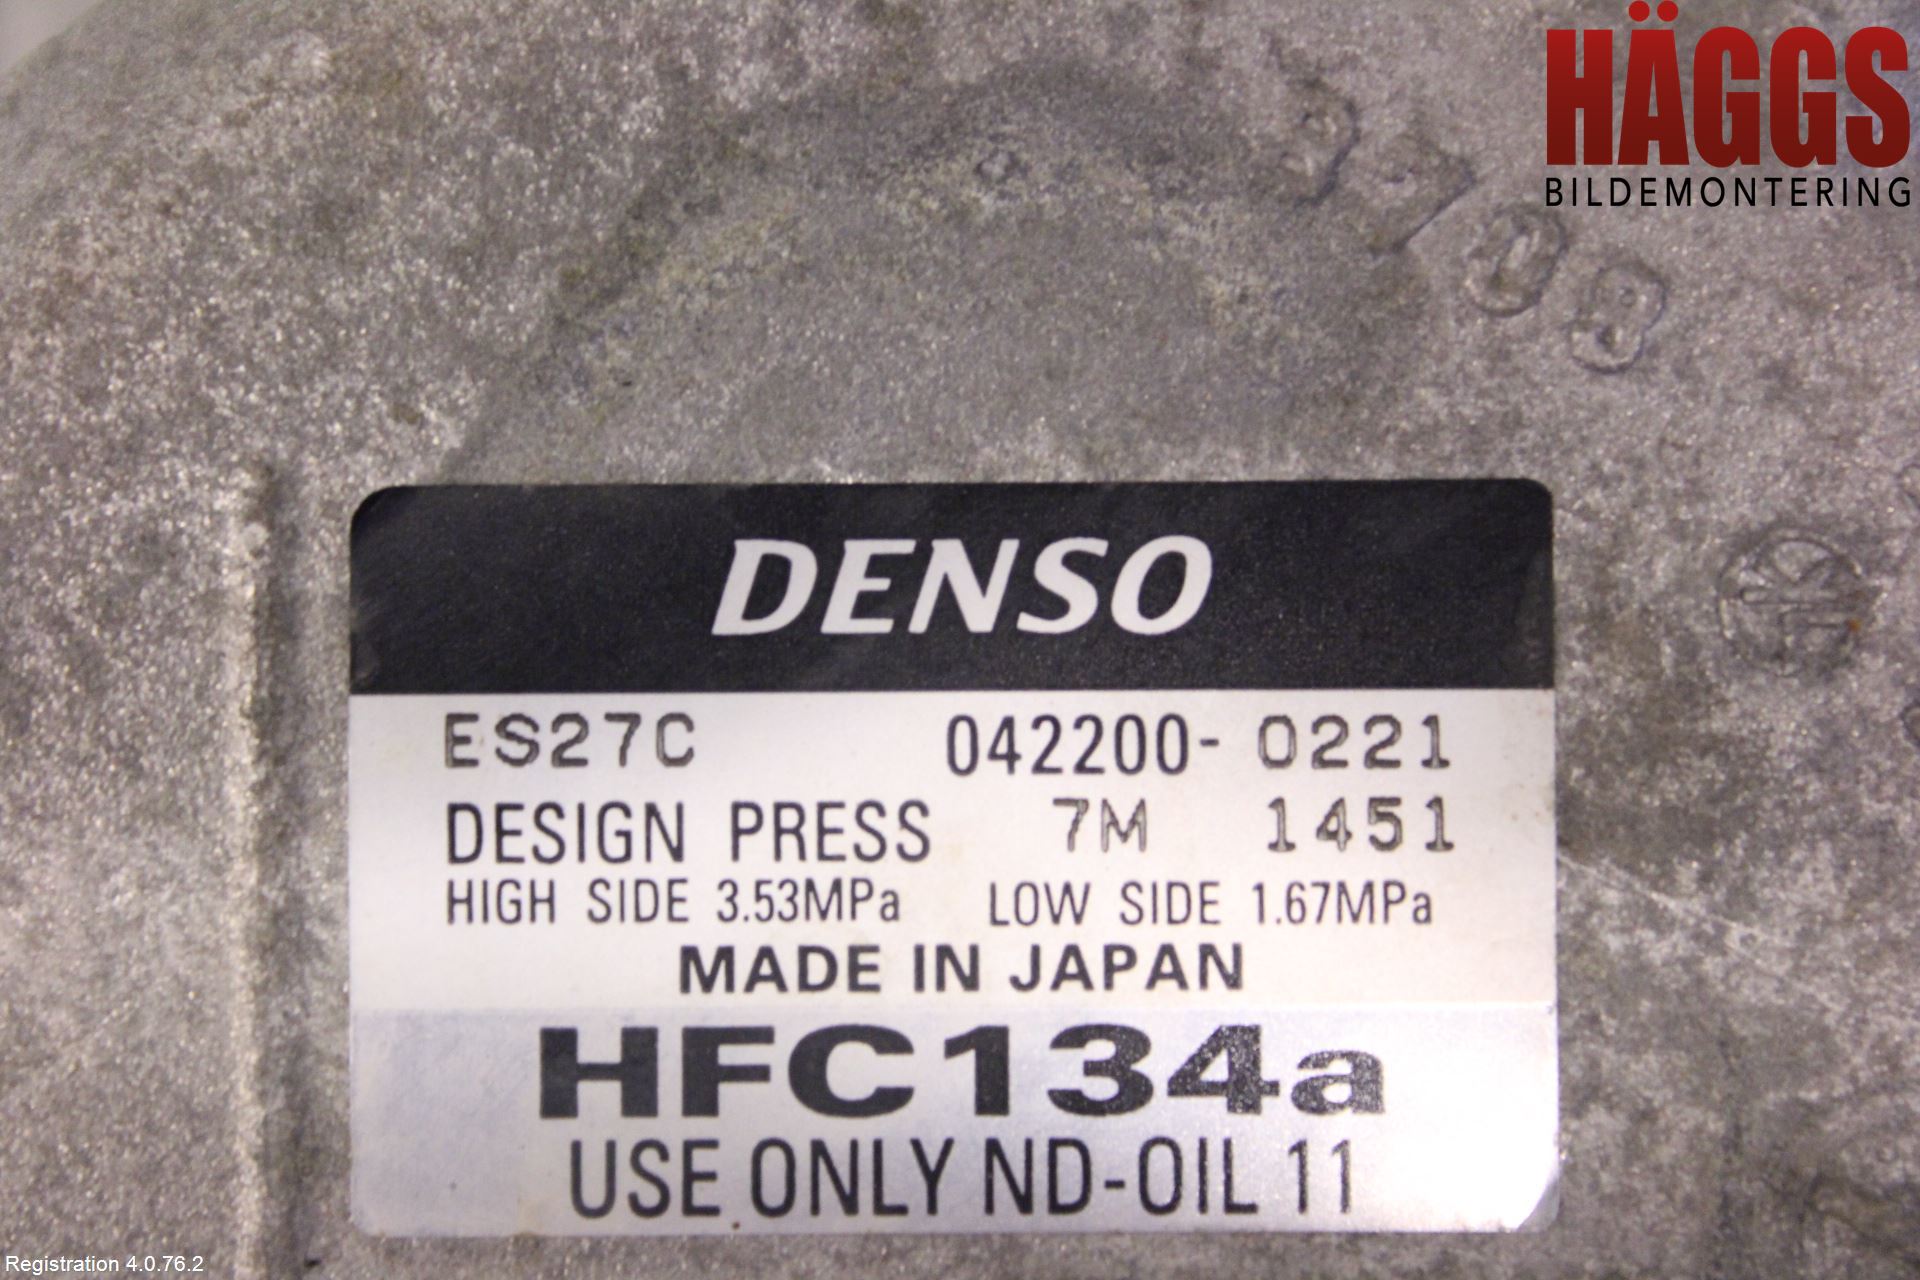 HÄGGS
BILDEMONTERING
DENSO
ES27C 042200-0221
DESIGN PRESS 7M 1451
HIGH SIDE 3.53MPa LOW SIDE 1.67MPa
MADE IN JAPAN
HFC134a
USE ONLY ND-OIL 11
Registration 4.0.76.2